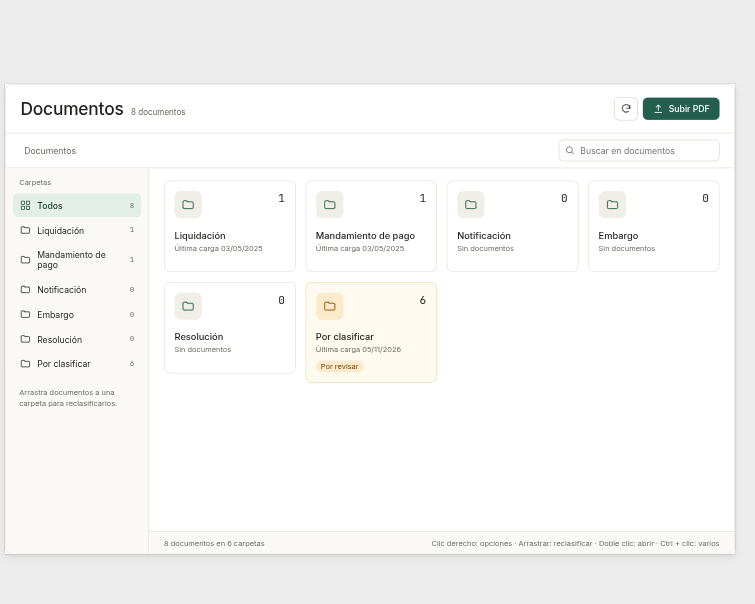 Documentos 8 documentos
Subir PDF
Documentos
Buscar en documentos
Carpetas
Todos 8
Liquidación 1
Mandamiento de
pago 1
Notificación 0
Embargo 0
Resolución 0
Por clasificar 6
Arrastra documentos a una
carpeta para reclasificarlos.
1
Liquidación
Última carga 03/05/2025
1
Mandamiento de pago
Última carga 03/05/2025
0
Notificación
Sin documentos
0
Embargo
Sin documentos
0
Resolución
Sin documentos
6
Por clasificar
Última carga 05/11/2026
Por revisar
8 documentos en 6 carpetas
Clic derecho: opciones · Arrastrar: reclasificar · Doble clic: abrir · Ctrl + clic: varios